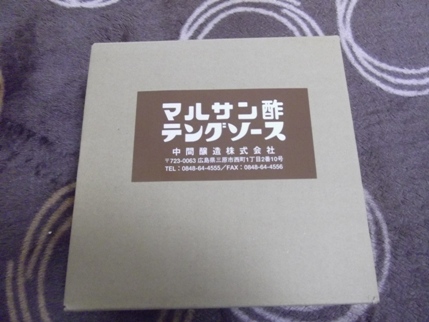 マルサン酢
テングソース
中間醸造株式会社
〒723-0063 広島県三原市西町1丁目2番10号
TEL：0848-64-4555／FAX：0848-64-4556